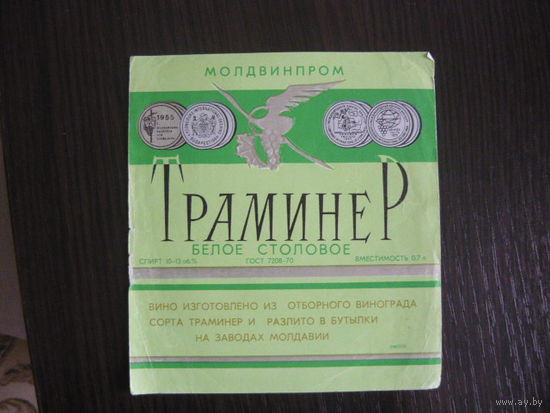 МОЛДВИНПРОМ
1955
ТРАМИНЕР
БЕЛОЕ СТОЛОВОЕ
СПИРТ 10-13 об.% ГОСТ 7208-70 ВМЕСТИМОСТЬ 0,7 л
ВИНО ИЗГОТОВЛЕНО ИЗ ОТБОРНОГО ВИНОГРАДА
СОРТА ТРАМИНЕР И РАЗЛИТО В БУТЫЛКИ
НА ЗАВОДАХ МОЛДАВИИ
www.ay.by